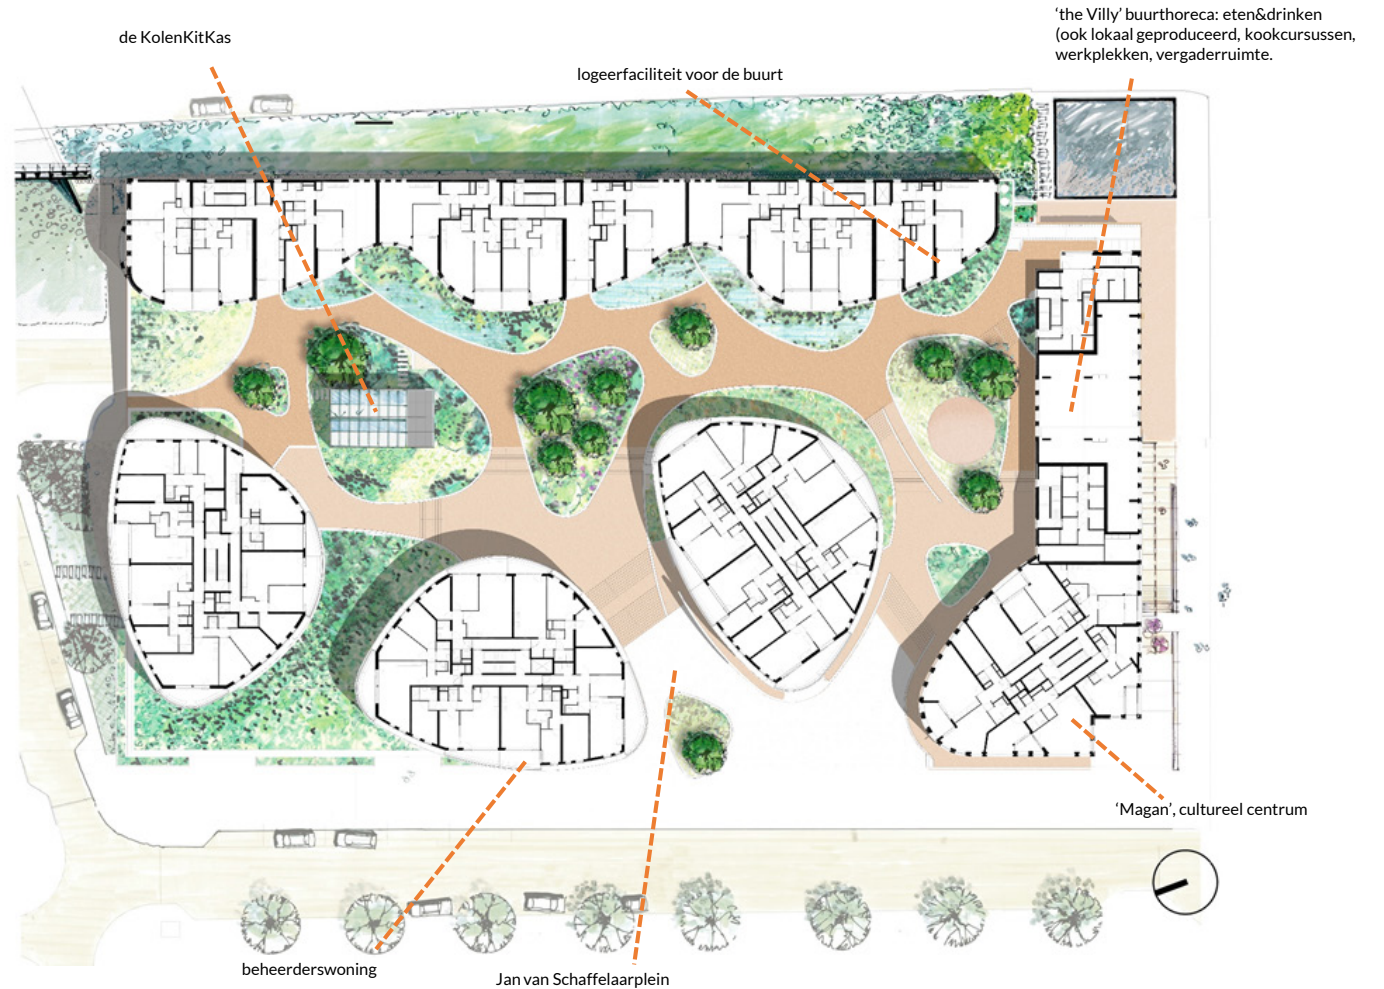 ‘the Villy’ buurthoreca: eten&drinken
(ook lokaal geproduceerd, kookcursussen,
werkplekken, vergaderruimte.
de KolenKitKas
logeerfaciliteit voor de buurt
‘Magan’, cultureel centrum
beheerderswoning
Jan van Schaffelaarplein